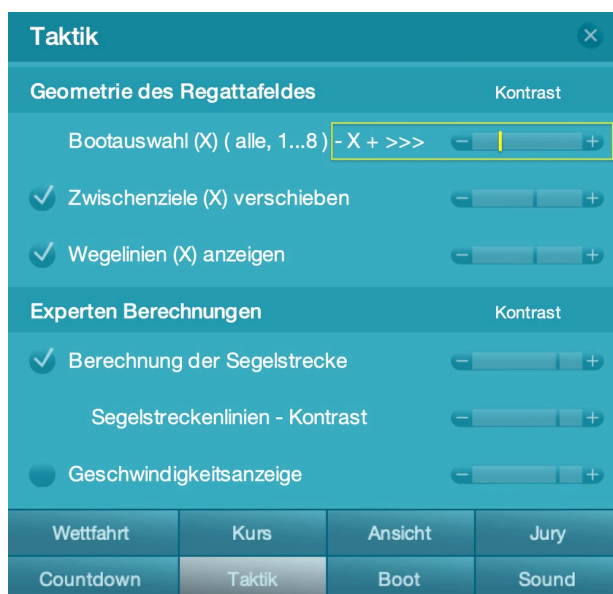 Taktik
Geometrie des Regattafeldes Kontrast
Bootauswahl (X) ( alle, 1...8 ) - X + >>>
Zwischenziele (X) verschieben
Wegelinien (X) anzeigen
Experten Berechnungen Kontrast
Berechnung der Segelstrecke
Segelstreckenlinien - Kontrast
Geschwindigkeitsanzeige
Wettfahrt Kurs Ansicht Jury
Countdown Taktik Boot Sound